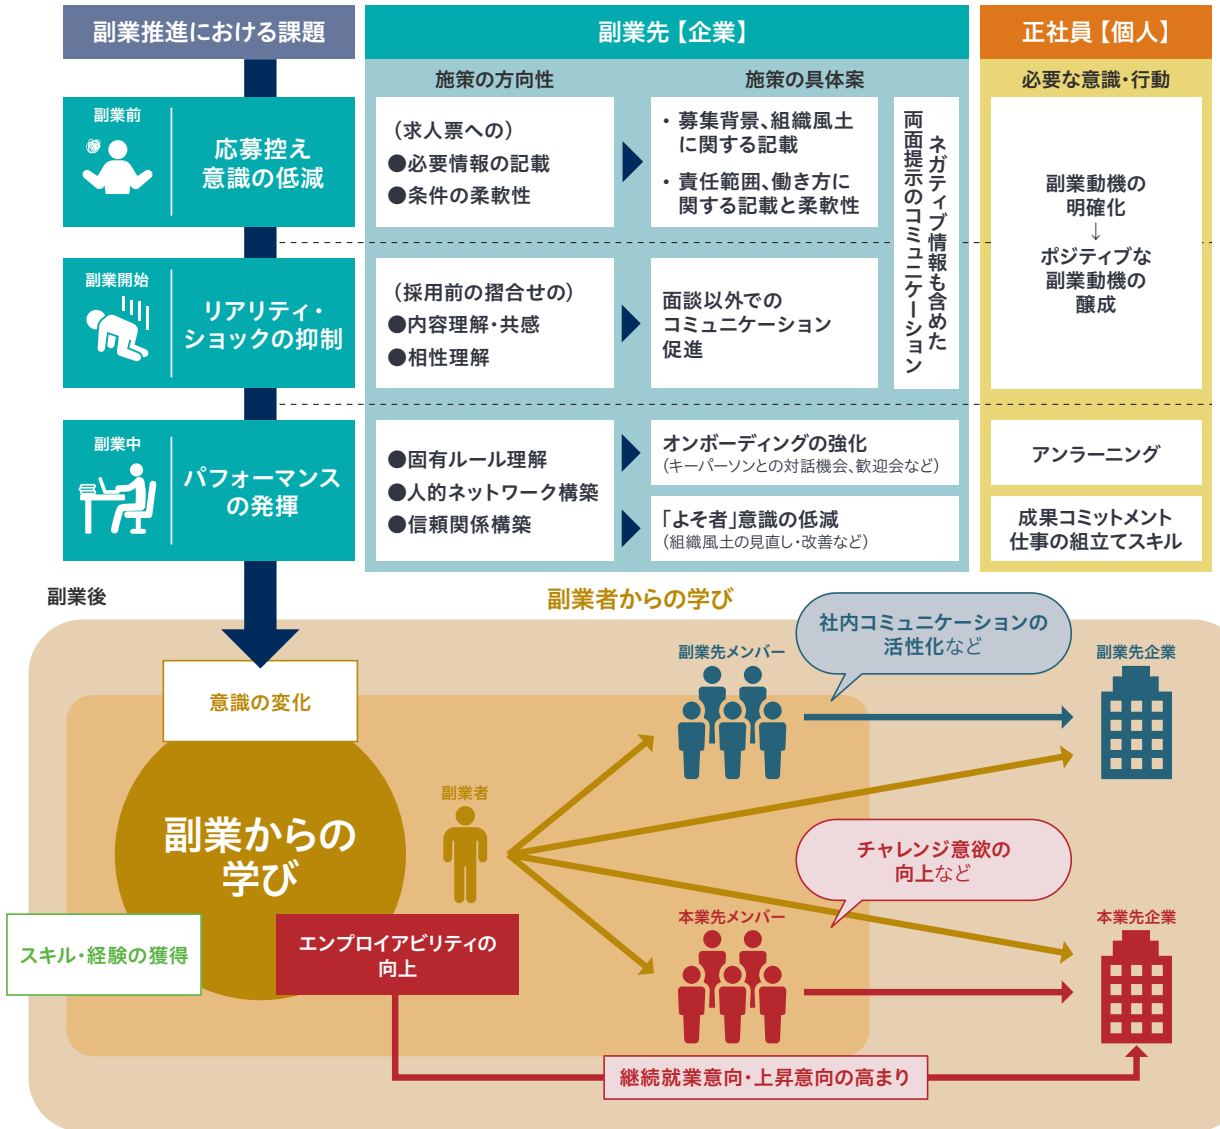 副業推進における課題
副業先【企業】
正社員【個人】
施策の方向性
施策の具体案
必要な意識・行動
副業前
応募控え
意識の低減
（求人票への）
●必要情報の記載
●条件の柔軟性
・募集背景、組織風土
に関する記載
・責任範囲、働き方に
関する記載と柔軟性
ネガティブ情報も含めた
両面提示のコミュニケーション
副業動機の
明確化
↓
ポジティブな
副業動機の
醸成
副業開始
リアリティ・
ショックの抑制
（採用前の摺合せの）
●内容理解・共感
●相性理解
面談以外での
コミュニケーション
促進
副業中
パフォーマンス
の発揮
●固有ルール理解
●人的ネットワーク構築
●信頼関係構築
オンボーディングの強化
（キーパーソンとの対話機会、歓迎会など）
「よそ者」意識の低減
（組織風土の見直し・改善など）
アンラーニング
成果コミットメント
仕事の組立てスキル
副業後
副業者からの学び
意識の変化
副業からの
学び
スキル・経験の獲得
エンプロイアビリティの
向上
副業者
副業先メンバー
社内コミュニケーションの
活性化など
副業先企業
チャレンジ意欲の
向上など
本業先メンバー
本業先企業
継続就業意向・上昇意向の高まり